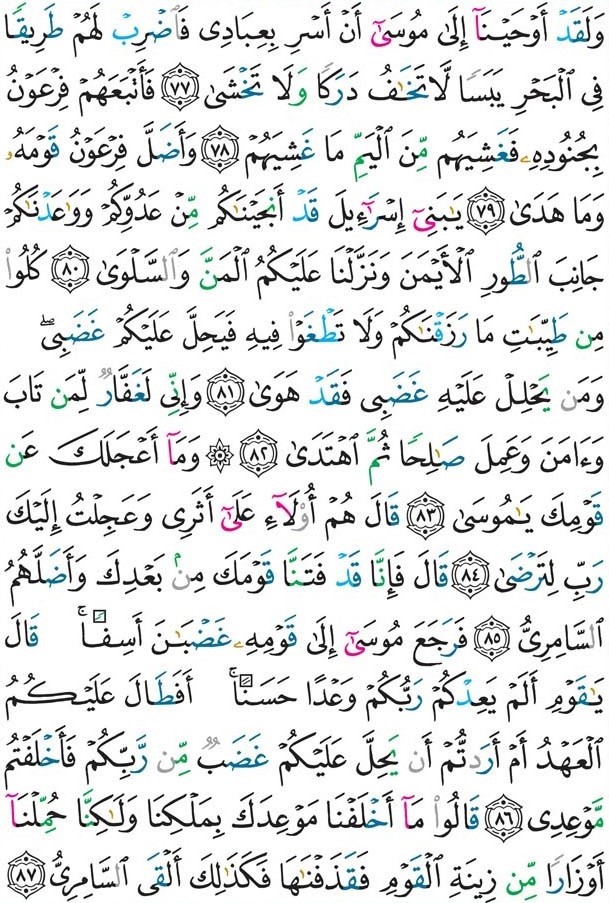 وَلَقَدْ أَوْحَيْنَآ إِلَىٰ مُوسَىٰٓ أَنْ أَسْرِ بِعِبَادِى فَٱضْرِبْ لَهُمْ طَرِيقًا
فِى ٱلْبَحْرِ يَبَسًا لَّا تَخَٰفُ دَرَكًا وَلَا تَخْشَىٰ ﴿٧٧﴾ فَأَتْبَعَهُمْ فِرْعَوْنُ
بِجُنُودِهِۦ فَغَشِيَهُم مِّنَ ٱلْيَمِّ مَا غَشِيَهُمْ ﴿٧٨﴾ وَأَضَلَّ فِرْعَوْنُ قَوْمَهُۥ
وَمَا هَدَىٰ ﴿٧٩﴾ يَٰبَنِىٓ إِسْرَٰٓءِيلَ قَدْ أَنجَيْنَٰكُم مِّنْ عَدُوِّكُمْ وَوَٰعَدْنَٰكُمْ
جَانِبَ ٱلطُّورِ ٱلْأَيْمَنَ وَنَزَّلْنَا عَلَيْكُمُ ٱلْمَنَّ وَٱلسَّلْوَىٰ ﴿٨٠﴾ كُلُوا۟
مِن طَيِّبَٰتِ مَا رَزَقْنَٰكُمْ وَلَا تَطْغَوْا۟ فِيهِ فَيَحِلَّ عَلَيْكُمْ غَضَبِى ۖ
وَمَن يَحْلِلْ عَلَيْهِ غَضَبِى فَقَدْ هَوَىٰ ﴿٨١﴾ وَإِنِّى لَغَفَّارٌ لِّمَن تَابَ
وَءَامَنَ وَعَمِلَ صَٰلِحًا ثُمَّ ٱهْتَدَىٰ ﴿٨٢﴾ ۞ وَمَآ أَعْجَلَكَ عَن
قَوْمِكَ يَٰمُوسَىٰ ﴿٨٣﴾ قَالَ هُمْ أُو۟لَآءِ عَلَىٰٓ أَثَرِى وَعَجِلْتُ إِلَيْكَ
رَبِّ لِتَرْضَىٰ ﴿٨٤﴾ قَالَ فَإِنَّا قَدْ فَتَنَّا قَوْمَكَ مِنۢ بَعْدِكَ وَأَضَلَّهُمُ
ٱلسَّامِرِىُّ ﴿٨٥﴾ فَرَجَعَ مُوسَىٰٓ إِلَىٰ قَوْمِهِۦ غَضْبَٰنَ أَسِفًا ۚ قَالَ
يَٰقَوْمِ أَلَمْ يَعِدْكُمْ رَبُّكُمْ وَعْدًا حَسَنًا ۚ أَفَطَالَ عَلَيْكُمُ
ٱلْعَهْدُ أَمْ أَرَدتُّمْ أَن يَحِلَّ عَلَيْكُمْ غَضَبٌ مِّن رَّبِّكُمْ فَأَخْلَفْتُم
مَّوْعِدِى ﴿٨٦﴾ قَالُوا۟ مَآ أَخْلَفْنَا مَوْعِدَكَ بِمَلْكِنَا وَلَٰكِنَّا حُمِّلْنَآ
أَوْزَارًا مِّن زِينَةِ ٱلْقَوْمِ فَقَذَفْنَٰهَا فَكَذَٰلِكَ أَلْقَى ٱلسَّامِرِىُّ ﴿٨٧﴾